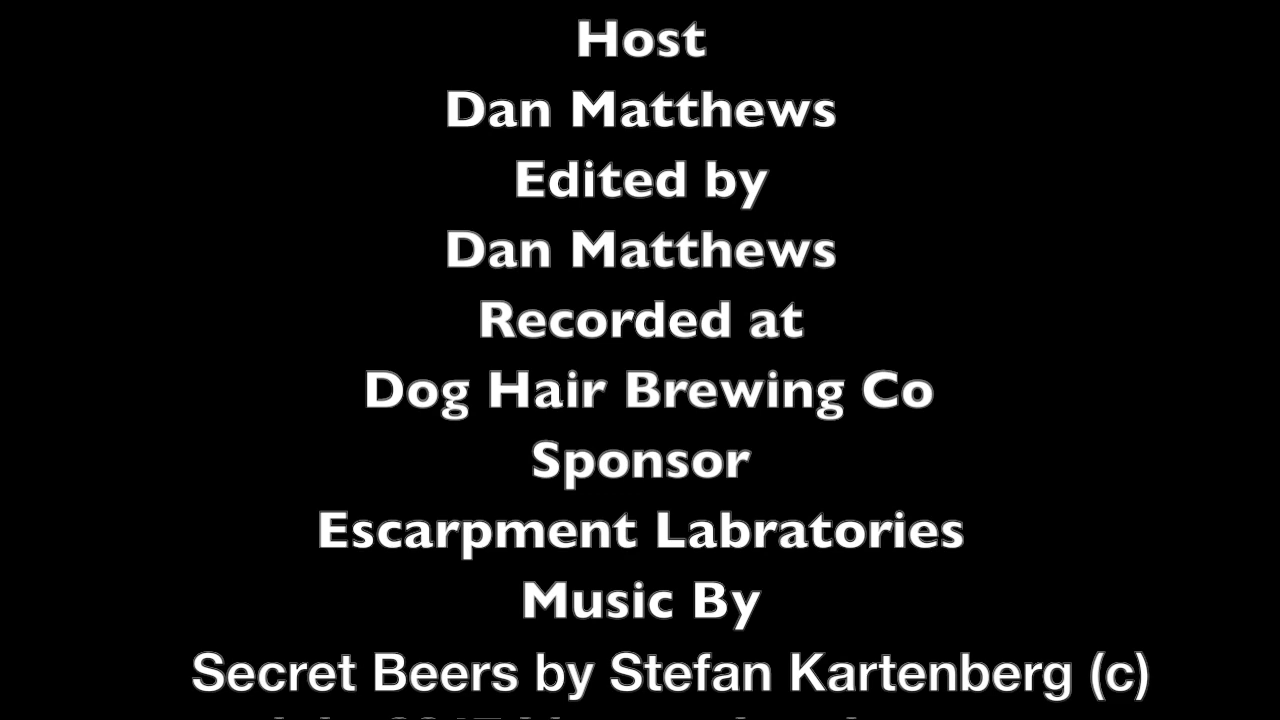 Host
Dan Matthews
Edited by
Dan Matthews
Recorded at
Dog Hair Brewing Co
Sponsor
Escarpment Labratories
Music By
Secret Beers by Stefan Kartenberg (c)